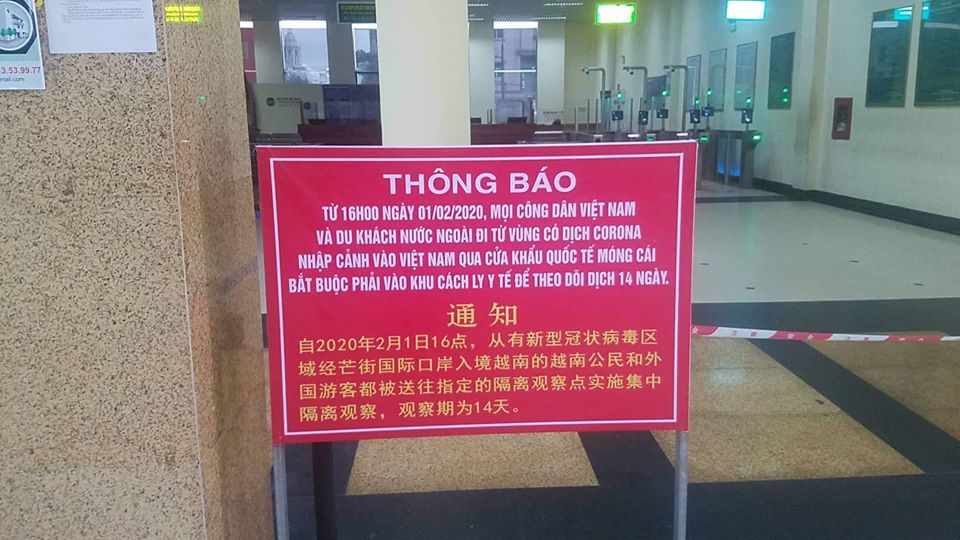 3.53.99.77
mail.com
THÔNG BÁO
TỪ 16H00 NGÀY 01/02/2020, MỌI CÔNG DÂN VIỆT NAM
VÀ DU KHÁCH NƯỚC NGOÀI ĐI TỪ VÙNG CÓ DỊCH CORONA
NHẬP CẢNH VÀO VIỆT NAM QUA CỬA KHẨU QUỐC TẾ MÓNG CÁI
BẮT BUỘC PHẢI VÀO KHU CÁCH LY Y TẾ ĐỂ THEO DÕI DỊCH 14 NGÀY.
通知
自2020年2月1日16点，从有新型冠状病毒区
域经芒街国际口岸入境越南的越南公民和外
国游客都被送往指定的隔离观察点实施集中
隔离观察，观察期为14天。